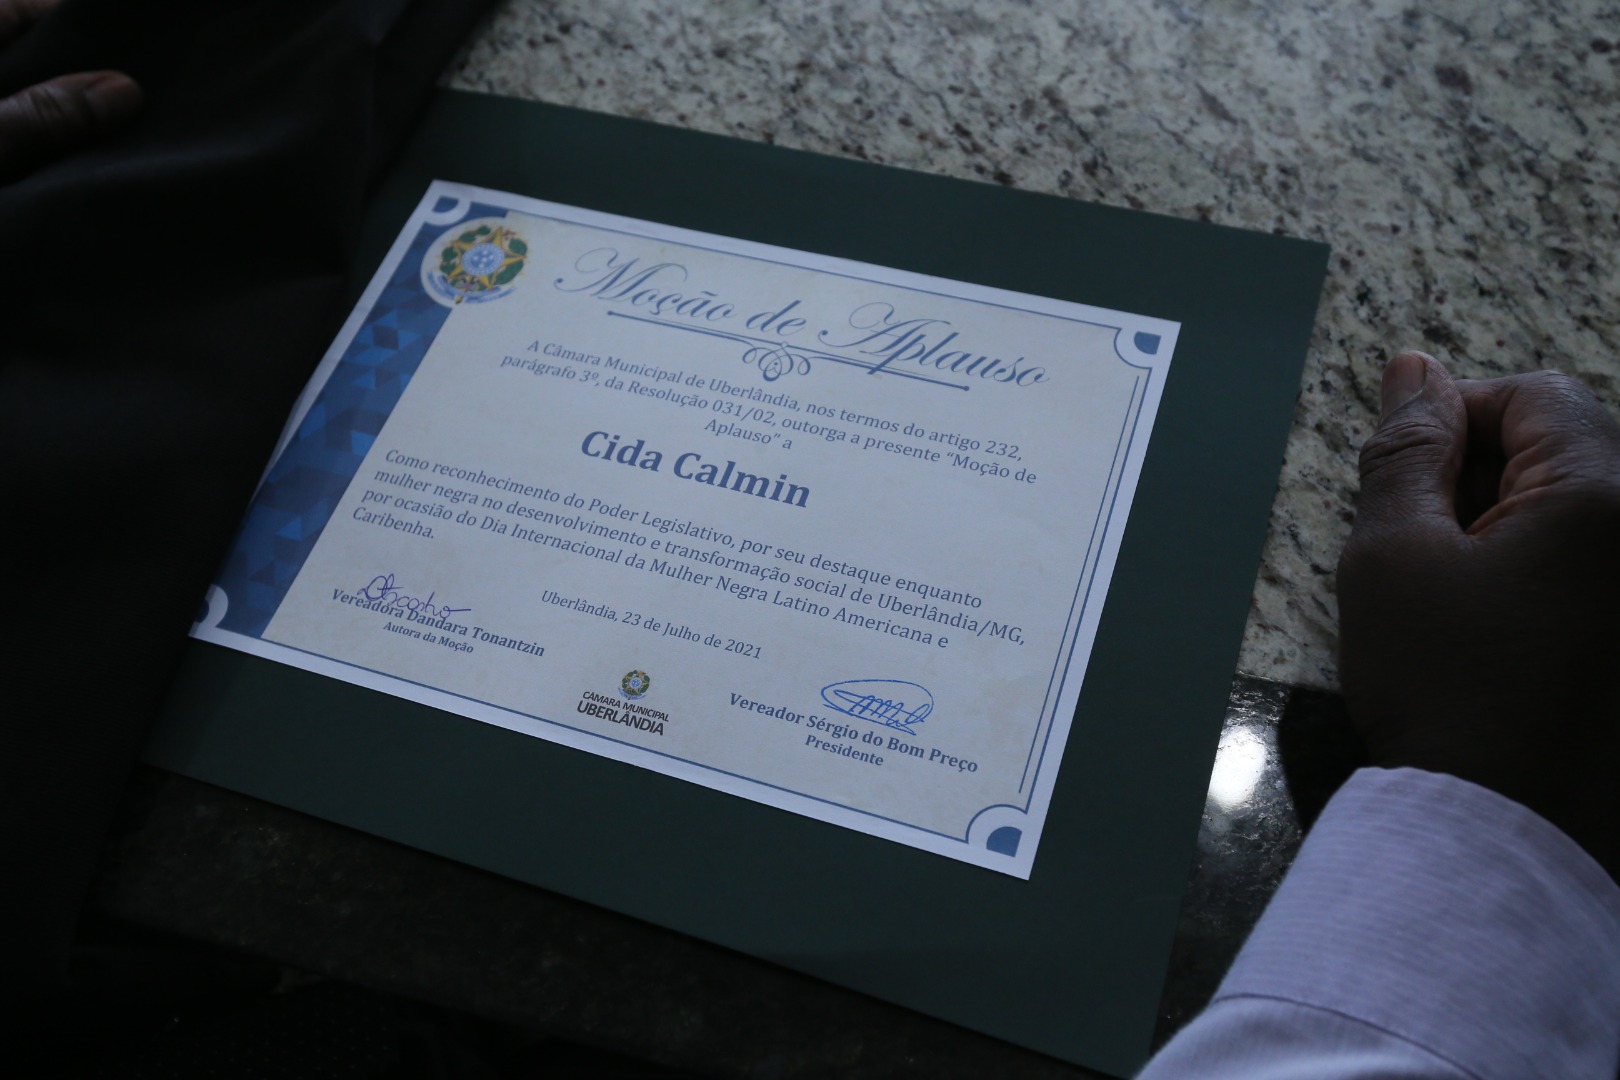 Moção de Aplauso
A Câmara Municipal de Uberlândia, nos termos do artigo 232,
parágrafo 3º, da Resolução 031/02, outorga a presente “Moção de
Aplauso” a
Cida Calmin
Como reconhecimento do Poder Legislativo, por seu destaque enquanto
mulher negra no desenvolvimento e transformação social de Uberlândia/MG,
por ocasião do Dia Internacional da Mulher Negra Latino Americana e
Caribenha.
Uberlândia, 23 de Julho de 2021
Vereadora Dandara Tonantzin
Autora da Moção
CÂMARA MUNICIPAL
UBERLÂNDIA
Vereador Sérgio do Bom Preço
Presidente